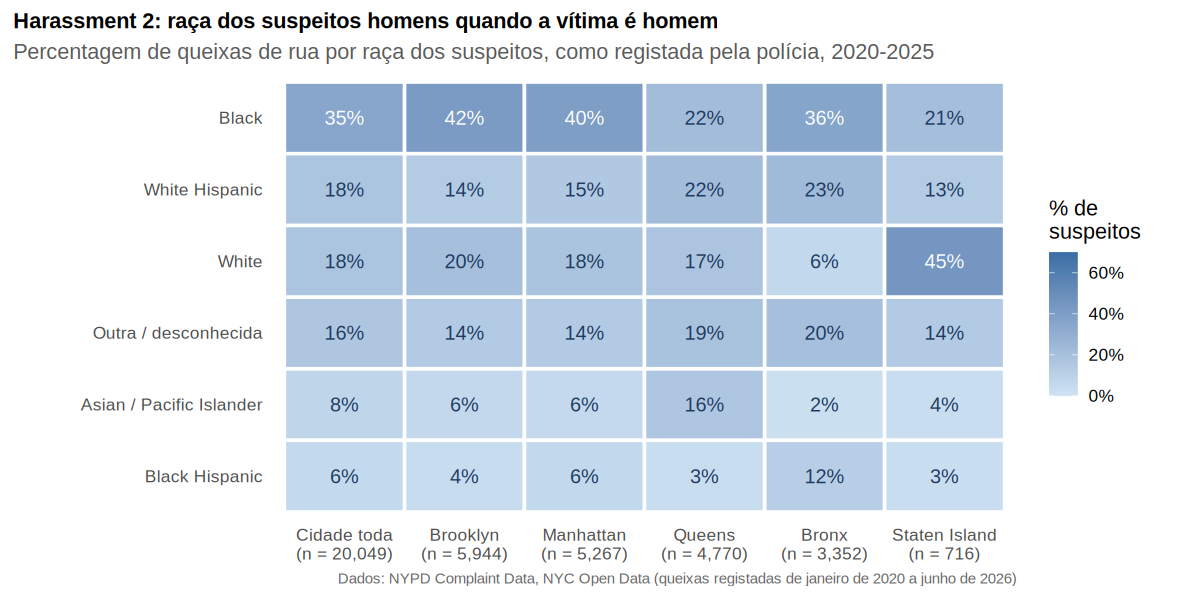 Harassment 2: raça dos suspeitos homens quando a vítima é homem
Percentagem de queixas de rua por raça dos suspeitos, como registada pela polícia, 2020-2025
Black 35% 42% 40% 22% 36% 21%
White Hispanic 18% 14% 15% 22% 23% 13%
White 18% 20% 18% 17% 6% 45%
Outra / desconhecida 16% 14% 14% 19% 20% 14%
Asian / Pacific Islander 8% 6% 6% 16% 2% 4%
Black Hispanic 6% 4% 6% 3% 12% 3%
Cidade toda Brooklyn Manhattan Queens Bronx Staten Island
(n = 20,049) (n = 5,944) (n = 5,267) (n = 4,770) (n = 3,352) (n = 716)
% de
suspeitos
60%
40%
20%
0%
Dados: NYPD Complaint Data, NYC Open Data (queixas registadas de janeiro de 2020 a junho de 2026)